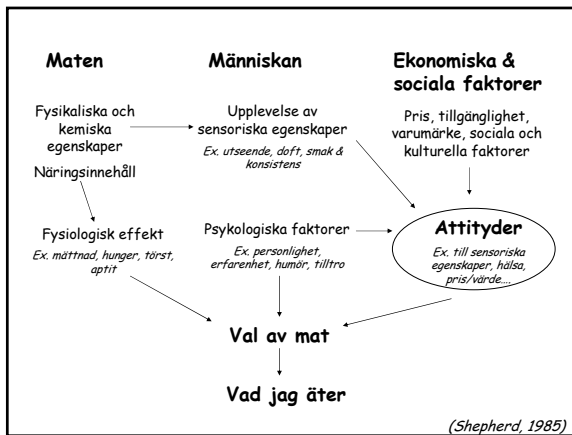 Maten
Människan
Ekonomiska &
sociala faktorer
Fysikaliska och
kemiska
egenskaper
Näringsinnehåll
Upplevelse av
sensoriska egenskaper
Ex. utseende, doft, smak &
konsistens
Pris, tillgänglighet,
varumärke, sociala och
kulturella faktorer
Fysiologisk effekt
Ex. mättnad, hunger, törst,
aptit
Psykologiska faktorer
Ex. personlighet,
erfarenhet, humör, tilltro
Attityder
Ex. till sensoriska
egenskaper, hälsa,
pris/värde....
Val av mat
Vad jag äter
(Shepherd, 1985)